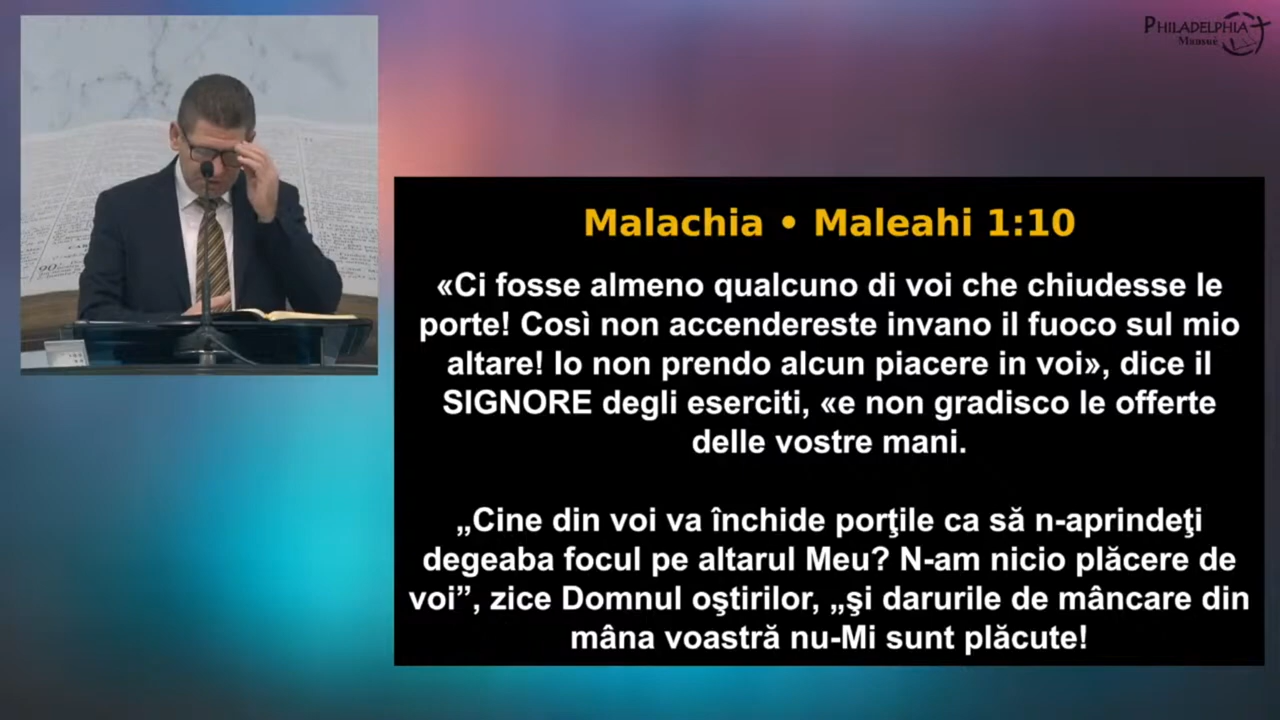 PHILADELPHIA
Mansué
Malachia • Maleahi 1:10
«Ci fosse almeno qualcuno di voi che chiudesse le
porte! Così non accendereste invano il fuoco sul mio
altare! Io non prendo alcun piacere in voi», dice il
SIGNORE degli eserciti, «e non gradisco le offerte
delle vostre mani.
„Cine din voi va închide porţile ca să n-aprindeţi
degeaba focul pe altarul Meu? N-am nicio plăcere de
voi”, zice Domnul oştirilor, „şi darurile de mâncare din
mâna voastră nu-Mi sunt plăcute!